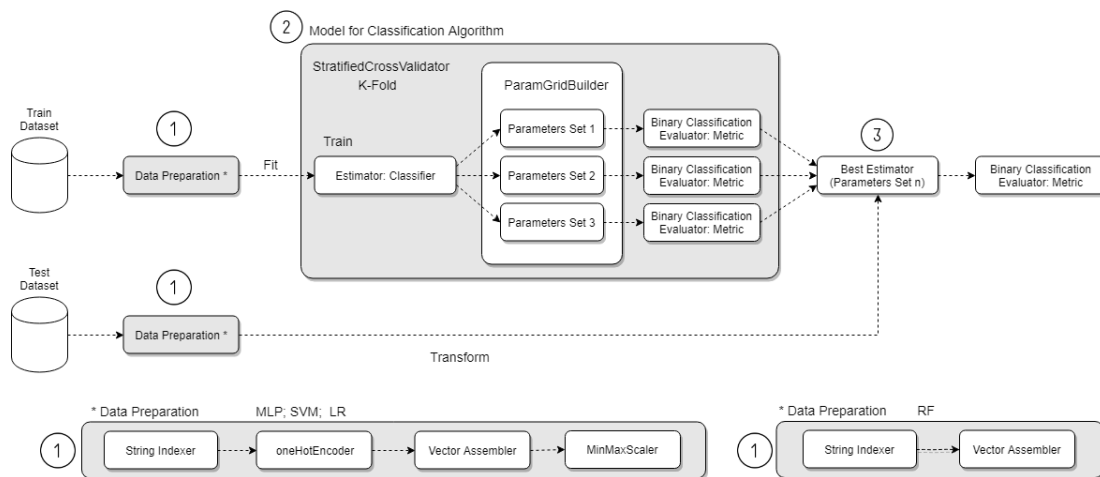 2 Model for Classification Algorithm
StratifiedCrossValidator
K-Fold
ParamGridBuilder
Train
Dataset
1
Data Preparation *
Fit
Train
Estimator: Classifier
Parameters Set 1
Parameters Set 2
Parameters Set 3
Binary Classification
Evaluator: Metric
Binary Classification
Evaluator: Metric
Binary Classification
Evaluator: Metric
3
Best Estimator
(Parameters Set n)
Binary Classification
Evaluator: Metric
Test
Dataset
1
Data Preparation *
Transform
* Data Preparation MLP; SVM; LR
1 String Indexer oneHotEncoder Vector Assembler MinMaxScaler
* Data Preparation RF
1 String Indexer Vector Assembler